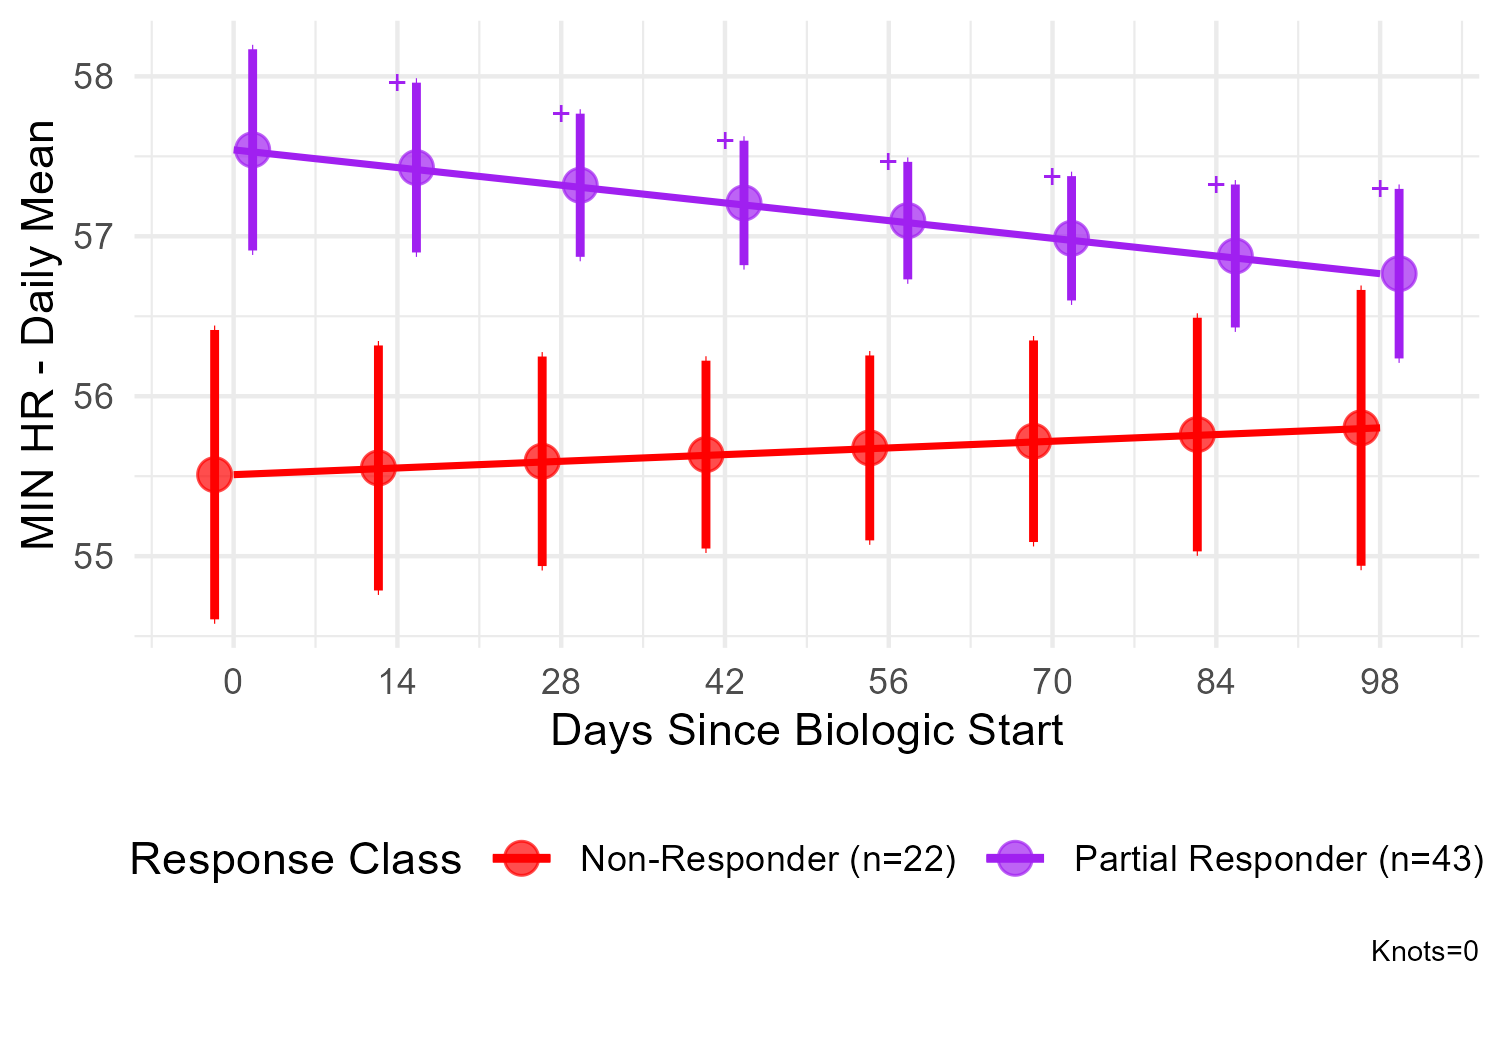 58
57
56
55
MIN HR - Daily Mean
+ + + + + + +
0 14 28 42 56 70 84 98
Days Since Biologic Start
Response Class Non-Responder (n=22) Partial Responder (n=43)
Knots=0